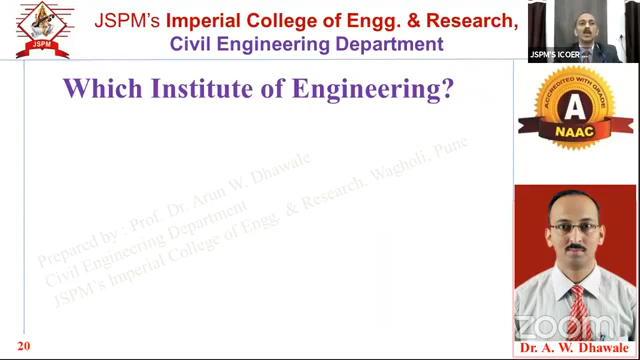 JSPM's Imperial College of Engg. & Research,
Civil Engineering Department
JSPM
JSPM'S ICOER ...
Which Institute of Engineering?
ACCREDITED WITH GRADE
A
NAAC
Prepared by : Prof. Dr. Arun W. Dhawale
Civil Engineering Department
JSPM's Imperial College of Engg. & Research. Wagholi, Pune
zoom
20
Dr. A. W. Dhawale